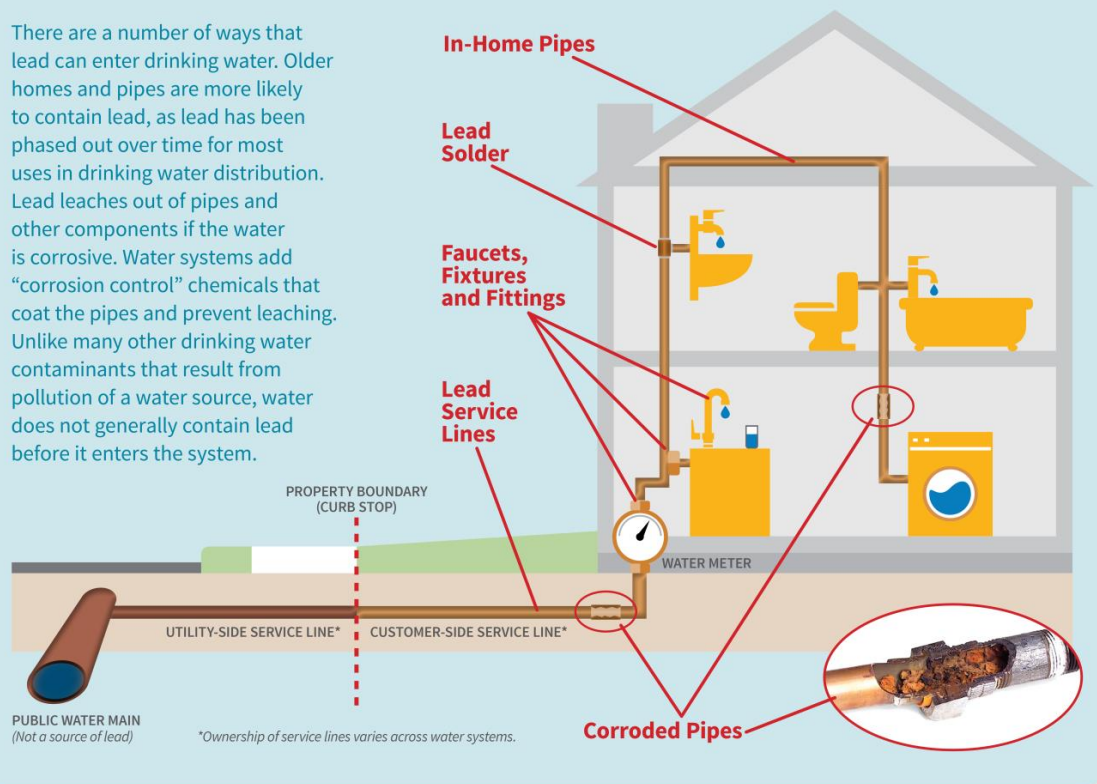 There are a number of ways that
lead can enter drinking water. Older
homes and pipes are more likely
to contain lead, as lead has been
phased out over time for most
uses in drinking water distribution.
Lead leaches out of pipes and
other components if the water
is corrosive. Water systems add
“corrosion control” chemicals that
coat the pipes and prevent leaching.
Unlike many other drinking water
contaminants that result from
pollution of a water source, water
does not generally contain lead
before it enters the system.
In-Home Pipes
Lead
Solder
Faucets,
Fixtures
and Fittings
Lead
Service
Lines
PROPERTY BOUNDARY
(CURB STOP)
WATER METER
UTILITY-SIDE SERVICE LINE*
CUSTOMER-SIDE SERVICE LINE*
PUBLIC WATER MAIN
(Not a source of lead)
*Ownership of service lines varies across water systems.
Corroded Pipes